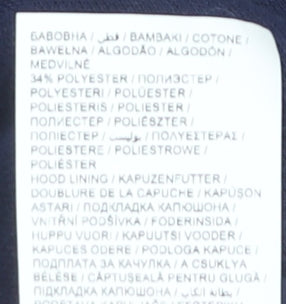 БАВОВНА / قطن / BAMBAKI / COTONE /
BAWEŁNA / ALGODÃO / ALGODÓN /
MEDVILNĖ
34% POLYESTER / ПОЛИЭСТЕР /
POLYESTERI / POLÜESTER /
POLIESTERIS / POLIESTER /
ПОЛИЕСТЕР / POLIÉSZTER /
ПОЛІЕСТЕР / بوليستر / ΠΟΛΥΕΣΤΕΡΑΣ /
POLIESTERE / POLIESTROWE /
POLIÉSTER
HOOD LINING / KAPUZENFUTTER /
DOUBLURE DE LA CAPUCHE / KAPÜŞON
ASTARI / ПОДКЛАДКА КАПЮШОНА /
VNITŘNÍ PODŠÍVKA / FODERINSIDA /
HUPPU VUORI / KAPUUTSI VOODER /
KAPUCES ODERE / PODLOGA KAPUCE /
ПОДПЛАТА ЗА КАЧУЛКА / A CSUKLYA
BÉLÉSE / CĂPTUȘEALĂ PENTRU GLUGĂ /
ПІДКЛАДКА КАПЮШОНА /